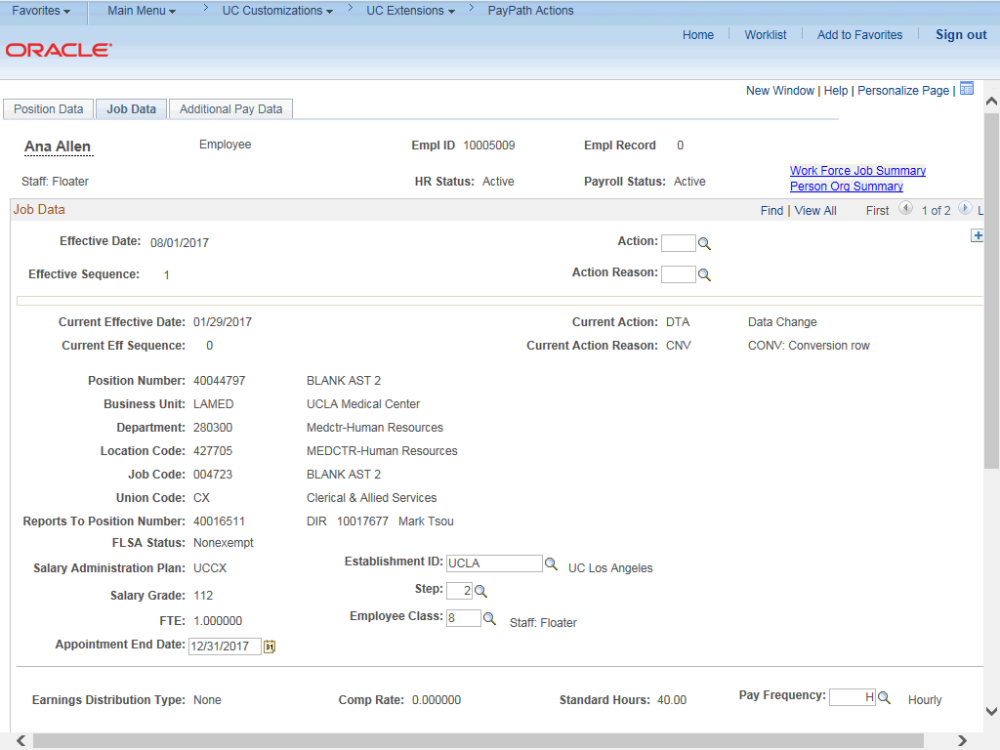 Favorites Main Menu > UC Customizations > UC Extensions > PayPath Actions
Home Worklist Add to Favorites Sign out
ORACLE
New Window | Help | Personalize Page |
Position Data Job Data Additional Pay Data
Ana Allen Employee Empl ID 10005009 Empl Record 0
Staff: Floater HR Status: Active Payroll Status: Active
Work Force Job Summary
Person Org Summary
Job Data Find | View All First 1 of 2 L
Effective Date: 08/01/2017 Action:
Effective Sequence: 1 Action Reason:
Current Effective Date: 01/29/2017 Current Action: DTA Data Change
Current Eff Sequence: 0 Current Action Reason: CNV CONV: Conversion row
Position Number: 40044797 BLANK AST 2
Business Unit: LAMED UCLA Medical Center
Department: 280300 Medctr-Human Resources
Location Code: 427705 MEDCTR-Human Resources
Job Code: 004723 BLANK AST 2
Union Code: CX Clerical & Allied Services
Reports To Position Number: 40016511 DIR 10017677 Mark Tsou
FLSA Status: Nonexempt
Salary Administration Plan: UCCX Establishment ID: UCLA UC Los Angeles
Salary Grade: 112 Step: 2
FTE: 1.000000 Employee Class: 8 Staff: Floater
Appointment End Date: 12/31/2017 31
Earnings Distribution Type: None Comp Rate: 0.000000 Standard Hours: 40.00 Pay Frequency: H Hourly